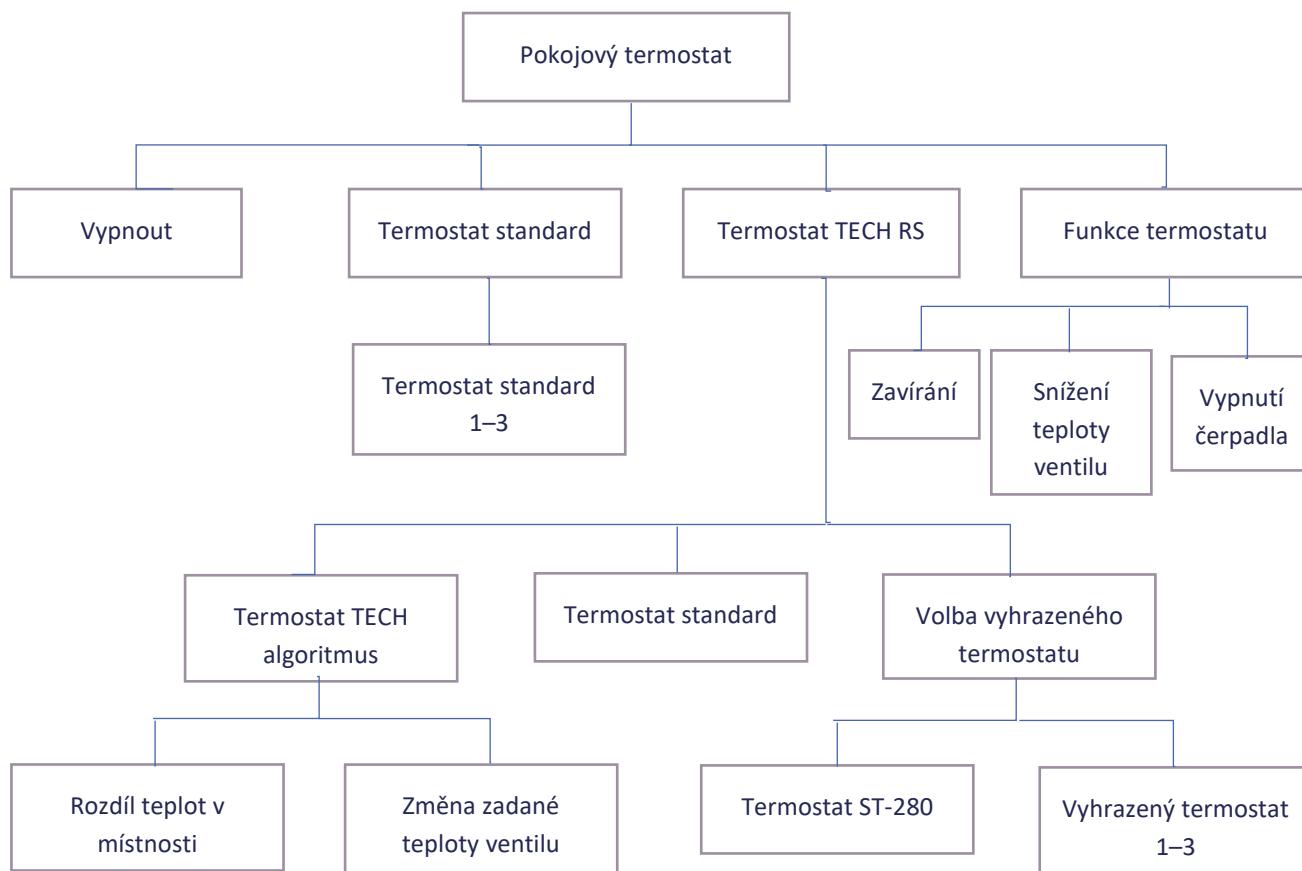 Pokojový termostat
Vypnout
Termostat standard
Termostat TECH RS
Funkce termostatu
Termostat standard
1–3
Zavírání
Snížení
teploty
ventilu
Vypnutí
čerpadla
Termostat TECH
algoritmus
Termostat standard
Volba vyhrazeného
termostatu
Rozdíl teplot v
místnosti
Změna zadané
teploty ventilu
Termostat ST-280
Vyhrazený termostat
1–3